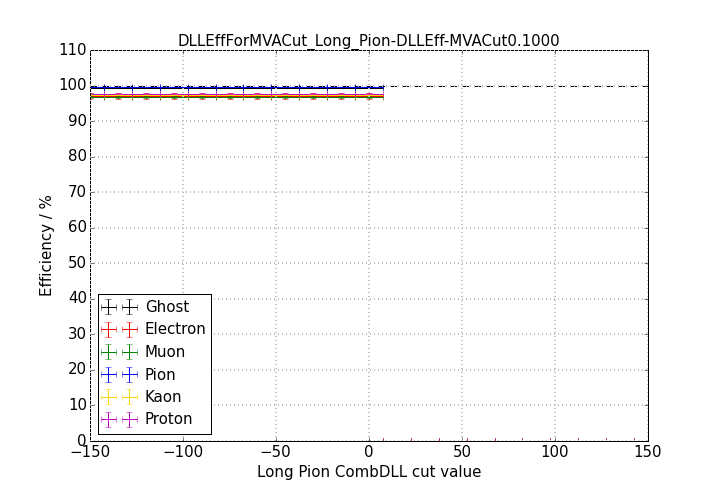 DLLEffForMVACut_Long_Pion-DLLEff-MVACut0.1000
110
100
90
80
70
60
50
40
30
20
10
0
Efficiency / %
Ghost
Electron
Muon
Pion
Kaon
Proton
−150 −100 −50 0 50 100 150
Long Pion CombDLL cut value